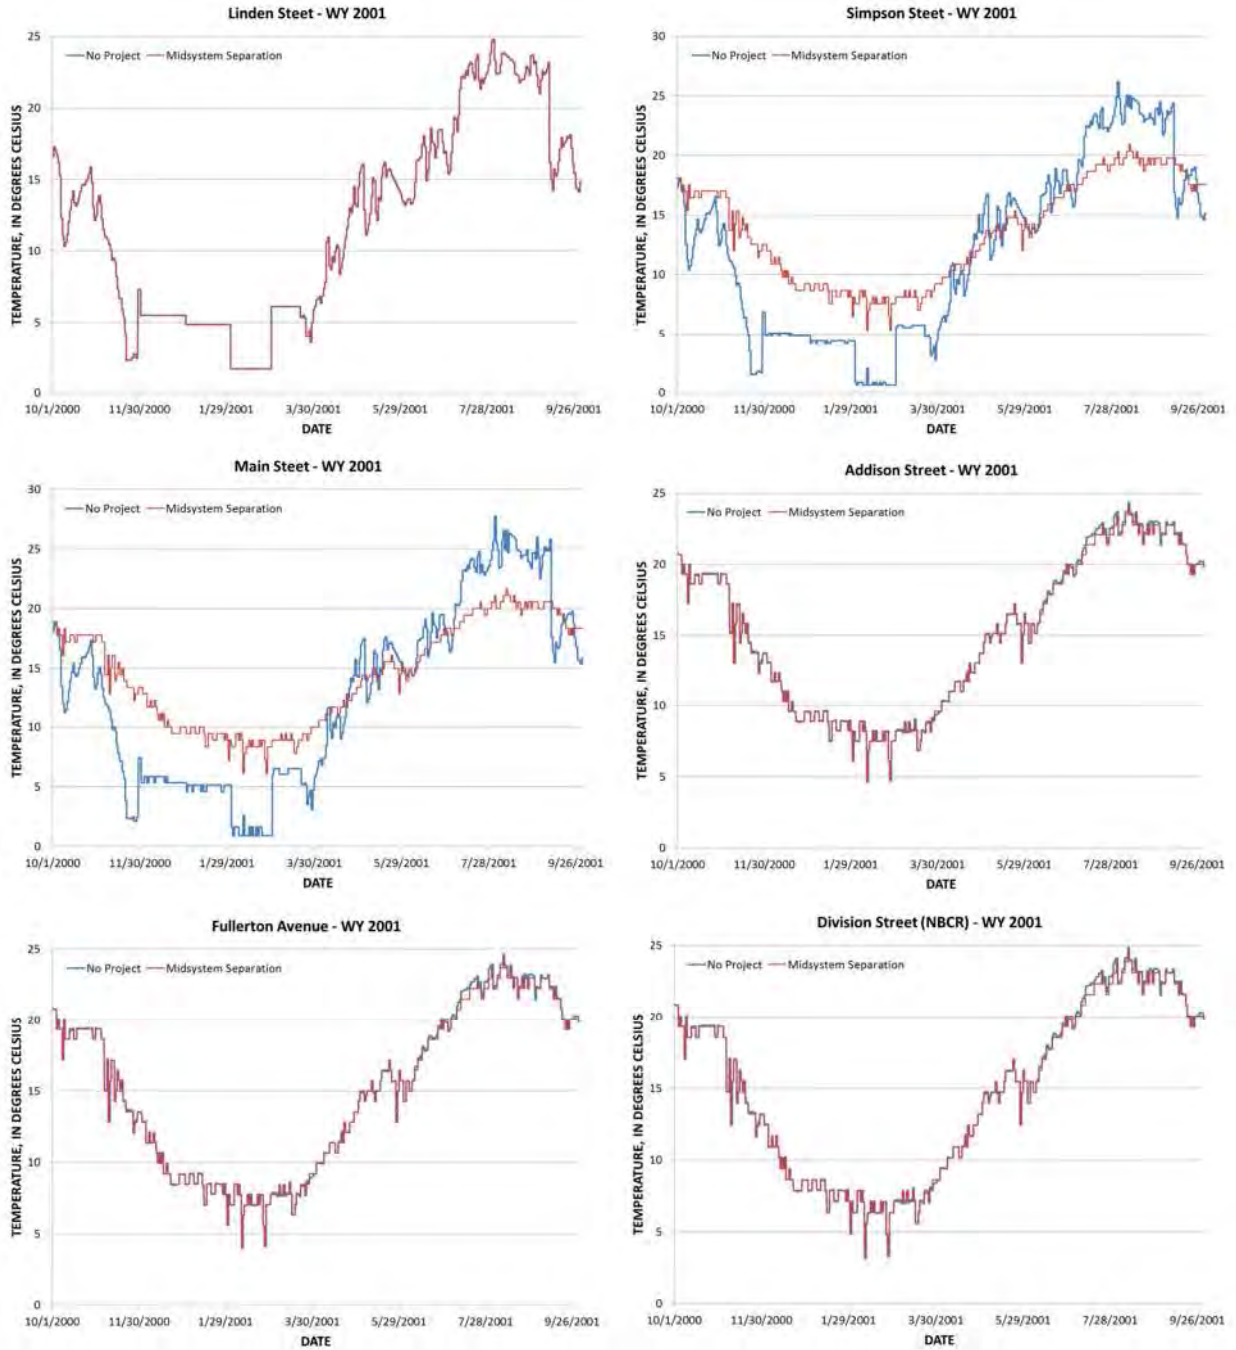 Linden Steet - WY 2001
No Project
Midsystem Separation
TEMPERATURE, IN DEGREES CELSIUS
25
20
15
10
5
0
10/1/2000 11/30/2000 1/29/2001 3/30/2001 5/29/2001 7/28/2001 9/26/2001
DATE
Simpson Steet - WY 2001
No Project
Midsystem Separation
TEMPERATURE, IN DEGREES CELSIUS
30
25
20
15
10
5
0
10/1/2000 11/30/2000 1/29/2001 3/30/2001 5/29/2001 7/28/2001 9/26/2001
DATE
Main Steet - WY 2001
No Project
Midsystem Separation
TEMPERATURE, IN DEGREES CELSIUS
30
25
20
15
10
5
0
10/1/2000 11/30/2000 1/29/2001 3/30/2001 5/29/2001 7/28/2001 9/26/2001
DATE
Addison Street - WY 2001
No Project
Midsystem Separation
TEMPERATURE, IN DEGREES CELSIUS
25
20
15
10
5
0
10/1/2000 11/30/2000 1/29/2001 3/30/2001 5/29/2001 7/28/2001 9/26/2001
DATE
Fullerton Avenue - WY 2001
No Project
Midsystem Separation
TEMPERATURE, IN DEGREES CELSIUS
25
20
15
10
5
0
10/1/2000 11/30/2000 1/29/2001 3/30/2001 5/29/2001 7/28/2001 9/26/2001
DATE
Division Street (NBCR) - WY 2001
No Project
Midsystem Separation
TEMPERATURE, IN DEGREES CELSIUS
25
20
15
10
5
0
10/1/2000 11/30/2000 1/29/2001 3/30/2001 5/29/2001 7/28/2001 9/26/2001
DATE